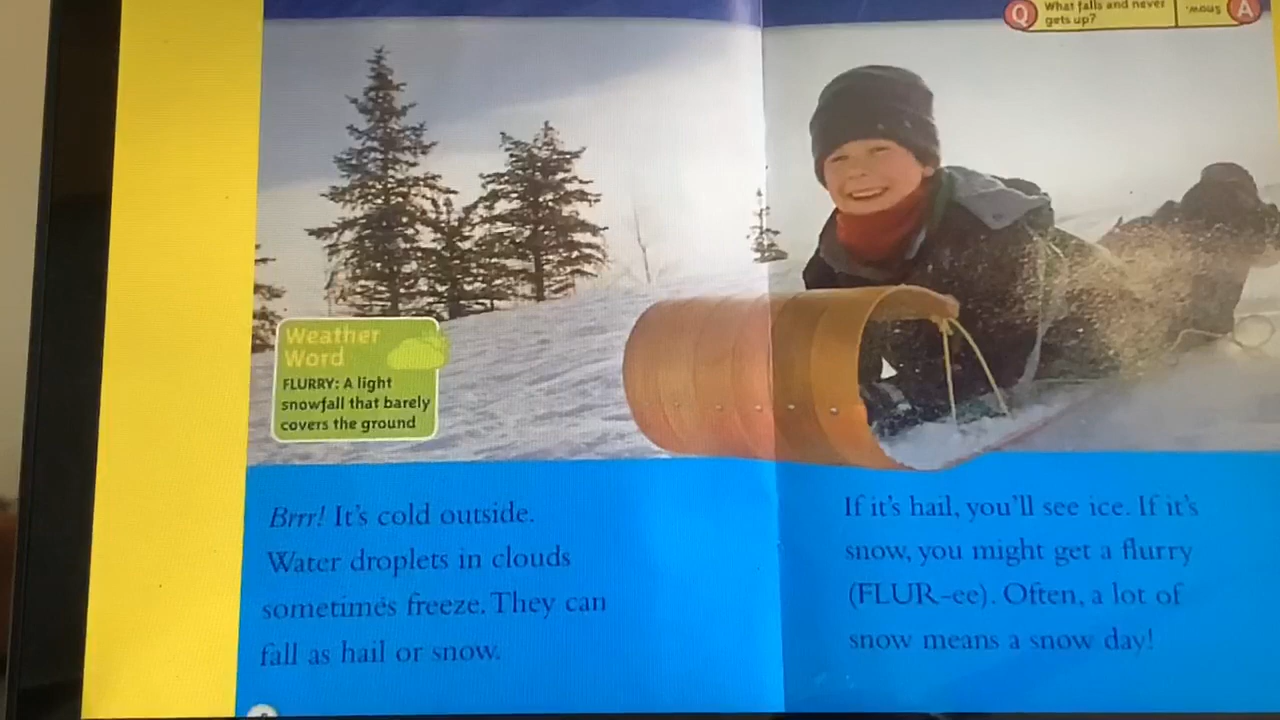 Q
What falls and never
gets up?
Snow.
A
Weather
Word
FLURRY: A light
snowfall that barely
covers the ground
Brrr! It's cold outside.
Water droplets in clouds
sometimes freeze. They can
fall as hail or snow.
If it's hail, you'll see ice. If it's
snow, you might get a flurry
(FLUR-ee). Often, a lot of
snow means a snow day!